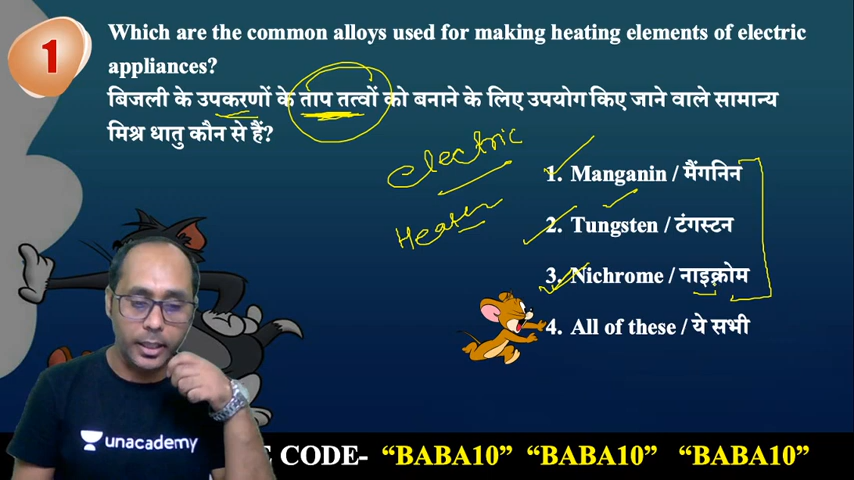 1
Which are the common alloys used for making heating elements of electric
appliances?
बिजली के उपकरणों के ताप तत्वों को बनाने के लिए उपयोग किए जाने वाले सामान्य
मिश्र धातु कौन से हैं?
electric
Heater
1. Manganin / मैंगनिन
2. Tungsten / टंगस्टन
3. Nichrome / नाइक्रोम
4. All of these / ये सभी
unacademy
CODE- “BABA10” “BABA10” “BABA10”